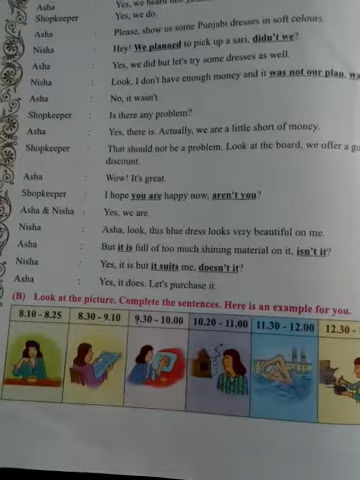 Asha : Yes, we heard
Shopkeeper : Yes, we do.
Asha : Please, show us some Punjabi dresses in soft colours.
Nisha : Hey! We planned to pick up a sari, didn't we?
Asha : Yes, we did but let's try some dresses as well.
Nisha : Look, I don't have enough money and it was not our plan,
Asha : No, it wasn't.
Shopkeeper : Is there any problem?
Asha : Yes, there is. Actually, we are a little short of money.
Shopkeeper : That should not be a problem. Look at the board, we offer a
discount.
Asha : Wow! It's great.
Shopkeeper : I hope you are happy now, aren't you?
Asha & Nisha : Yes, we are.
Nisha : Asha, look, this blue dress looks very beautiful on me.
Asha : But it is full of too much shining material on it, isn't it?
Nisha : Yes, it is but it suits me, doesn't it?
Asha : Yes, it does. Let's purchase it.
(B) Look at the picture. Complete the sentences. Here is an example for you.
8.10 - 8.25 8.30 - 9.10 9.30 - 10.00 10.20 - 11.00 11.30 - 12.00 12.30 -